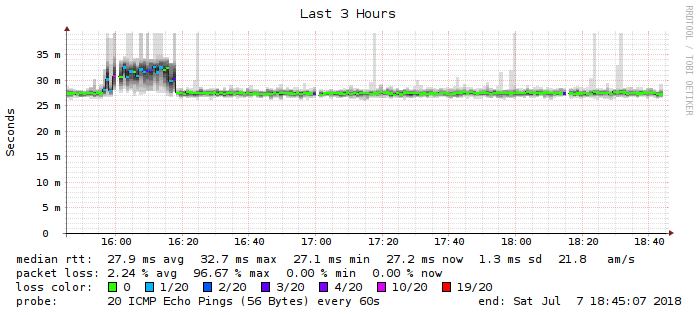 Last 3 Hours
RRDTOOL / TOBI OETIKER
Seconds
35 m
30 m
25 m
20 m
15 m
10 m
5 m
0
16:00 16:20 16:40 17:00 17:20 17:40 18:00 18:20 18:40
median rtt: 27.9 ms avg 32.7 ms max 27.1 ms min 27.2 ms now 1.3 ms sd 21.8 am/s
packet loss: 2.24 % avg 96.67 % max 0.00 % min 0.00 % now
loss color: 0 1/20 2/20 3/20 4/20 10/20 19/20
probe: 20 ICMP Echo Pings (56 Bytes) every 60s end: Sat Jul 7 18:45:07 2018